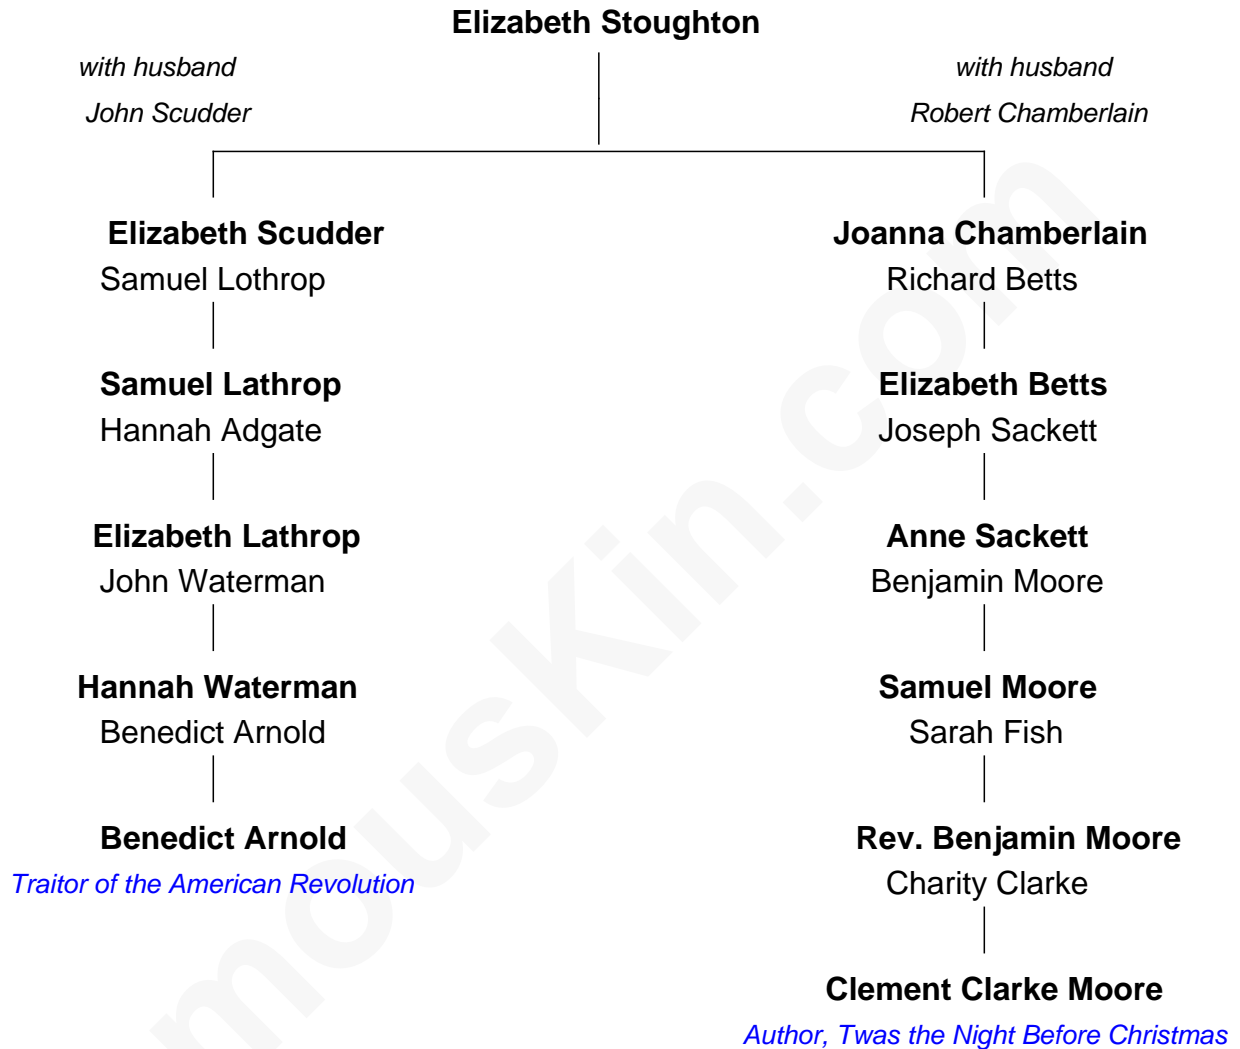 Elizabeth Stoughton
with husband
John Scudder
with husband
Robert Chamberlain
Elizabeth Scudder
Samuel Lothrop
Joanna Chamberlain
Richard Betts
Samuel Lathrop
Hannah Adgate
Elizabeth Betts
Joseph Sackett
Elizabeth Lathrop
John Waterman
Anne Sackett
Benjamin Moore
Hannah Waterman
Benedict Arnold
Samuel Moore
Sarah Fish
Benedict Arnold
Traitor of the American Revolution
Rev. Benjamin Moore
Charity Clarke
Clement Clarke Moore
Author, Twas the Night Before Christmas
mousKin.com